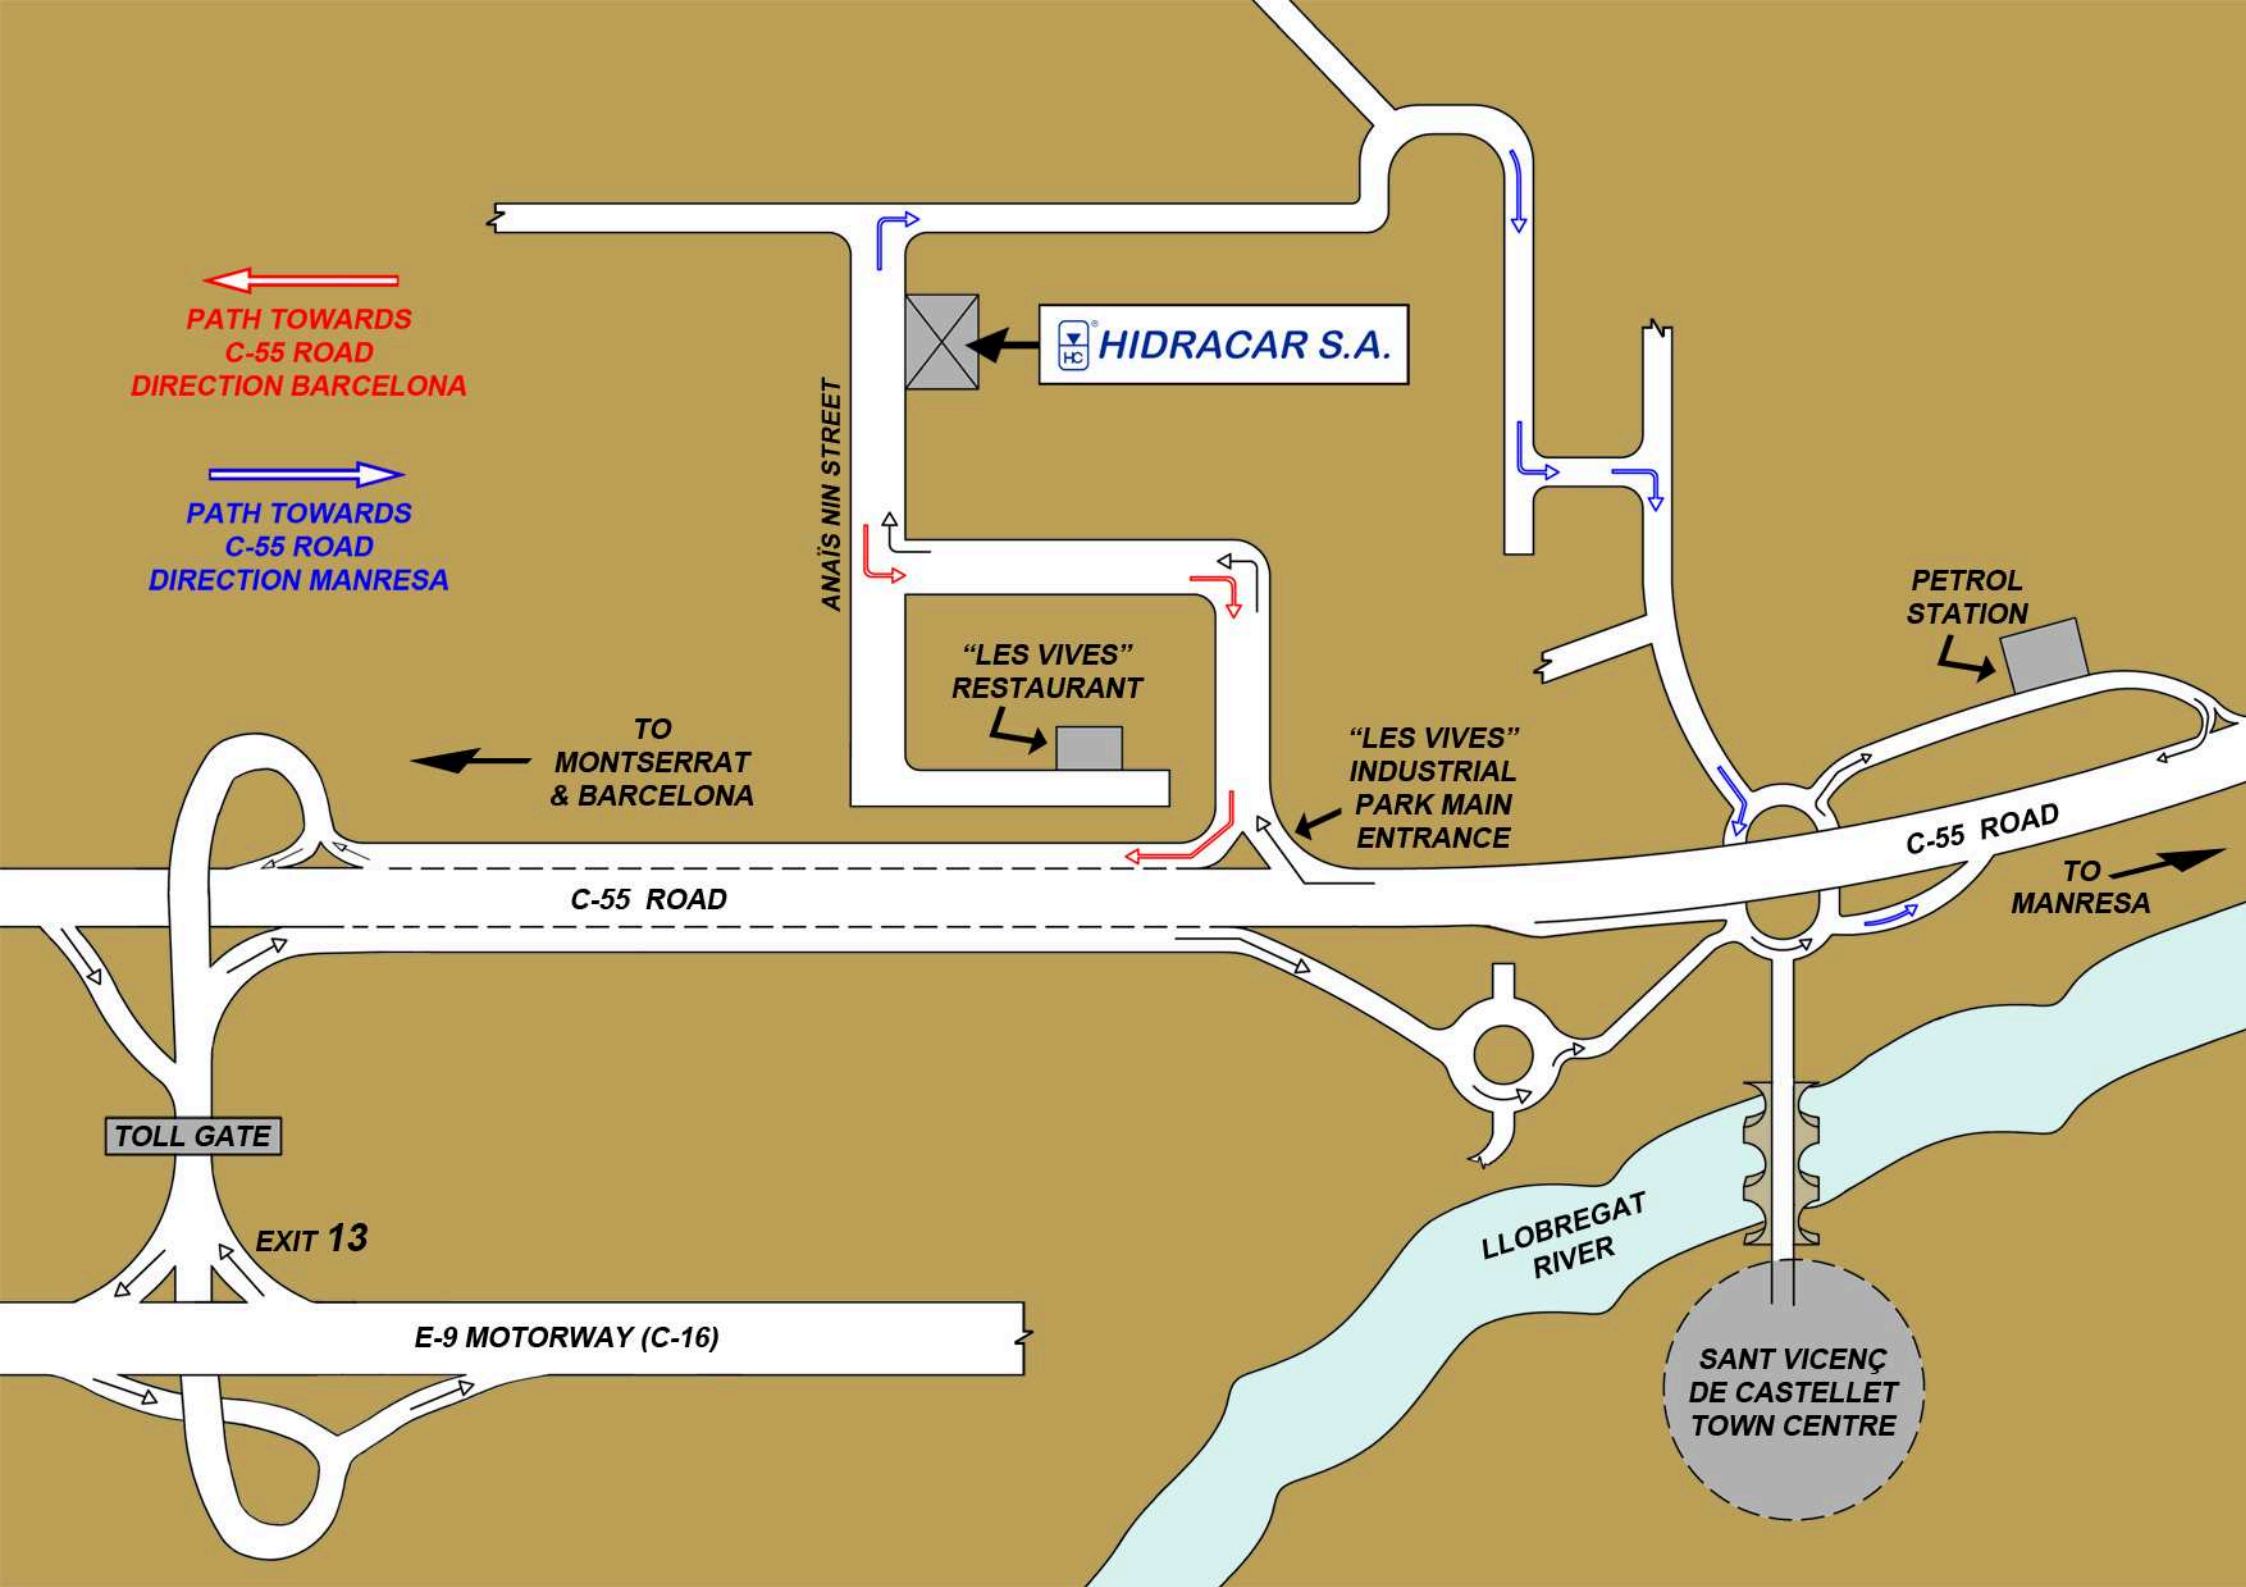 PATH TOWARDS
C-55 ROAD
DIRECTION BARCELONA
PATH TOWARDS
C-55 ROAD
DIRECTION MANRESA
HC
®
HIDRACAR S.A.
ANAÏS NIN STREET
PETROL
STATION
“LES VIVES”
RESTAURANT
TO
MONTSERRAT
& BARCELONA
“LES VIVES”
INDUSTRIAL
PARK MAIN
ENTRANCE
C-55 ROAD
C-55 ROAD
TO
MANRESA
TOLL GATE
EXIT 13
LLOBREGAT
RIVER
E-9 MOTORWAY (C-16)
SANT VICENÇ
DE CASTELLET
TOWN CENTRE